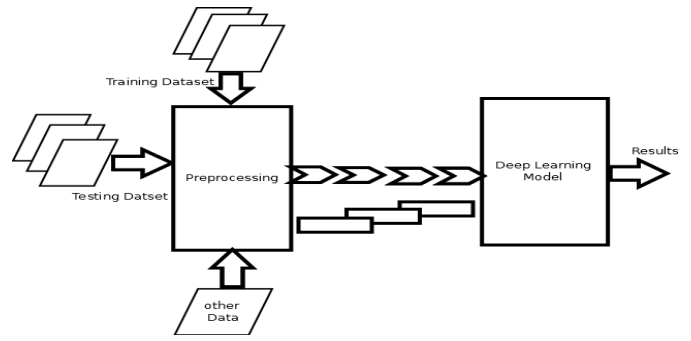 Training Dataset
Testing Datset
Preprocessing
Deep Learning
Model
Results
other
Data